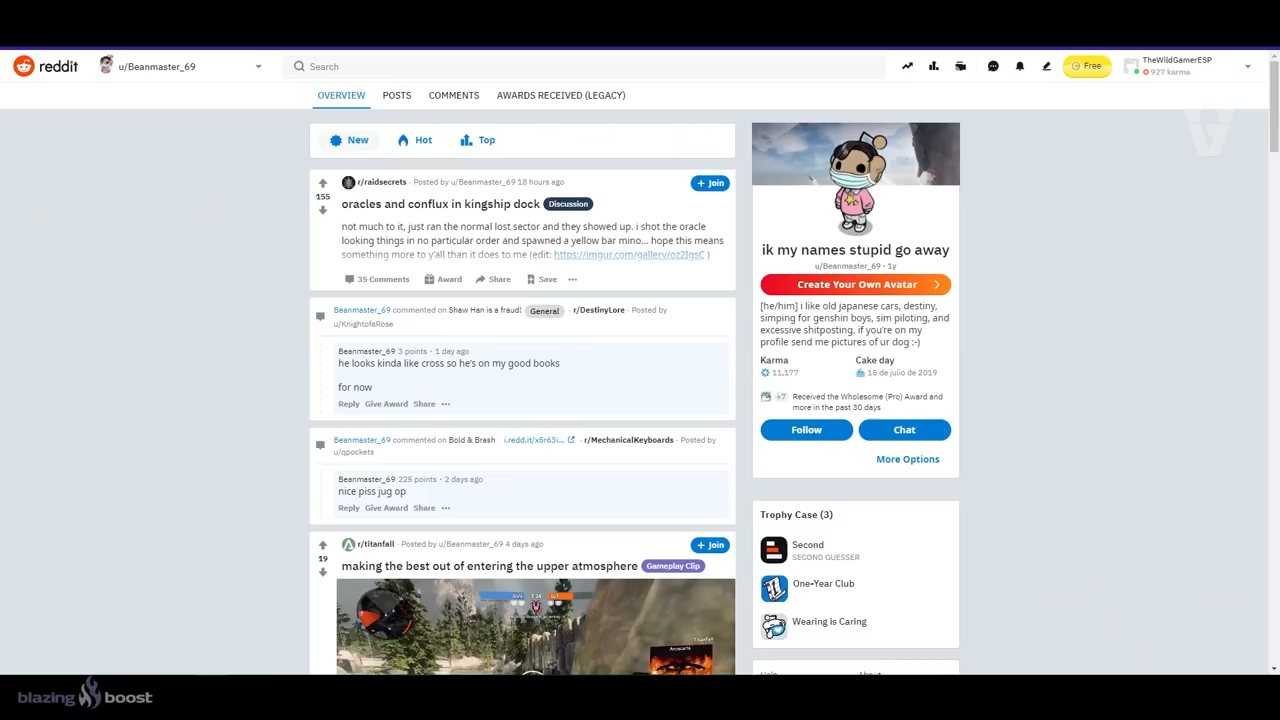 reddit
u/Beanmaster_69
Search
Free
TheWildGamerESP
927 karma
OVERVIEW
POSTS
COMMENTS
AWARDS RECEIVED (LEGACY)
New
Hot
Top
155
r/raidsecrets · Posted by u/Beanmaster_69 18 hours ago
+ Join
oracles and conflux in kingship dock Discussion
not much to it, just ran the normal lost sector and they showed up. i shot the oracle
looking things in no particular order and spawned a yellow bar mino... hope this means
something more to y'all than it does to me (edit: https://imgur.com/gallery/oz2IgsC )
35 Comments
Award
Share
Save
Beanmaster_69 commented on Shaw Han is a fraud! General · r/DestinyLore · Posted by
u/KnightofaRose
Beanmaster_69 3 points · 1 day ago
he looks kinda like cross so he's on my good books
for now
Reply Give Award Share
Beanmaster_69 commented on Bold & Brash i.redd.it/x5r63i... · r/MechanicalKeyboards · Posted by
u/qpockets
Beanmaster_69 225 points · 2 days ago
nice piss jug op
Reply Give Award Share
19
r/titanfall · Posted by u/Beanmaster_69 4 days ago
+ Join
making the best out of entering the upper atmosphere Gameplay Clip
ik my names stupid go away
u/Beanmaster_69 · 1y
Create Your Own Avatar
[he/him] i like old japanese cars, destiny,
simping for genshin boys, sim piloting, and
excessive shitposting. if you're on my
profile send me pictures of ur dog :-)
Karma
11,177
Cake day
15 de julio de 2019
+7 Received the Wholesome (Pro) Award and
more in the past 30 days
Follow
Chat
More Options
Trophy Case (3)
Second
SECOND GUESSER
One-Year Club
Wearing is Caring
Help
About
blazing boost